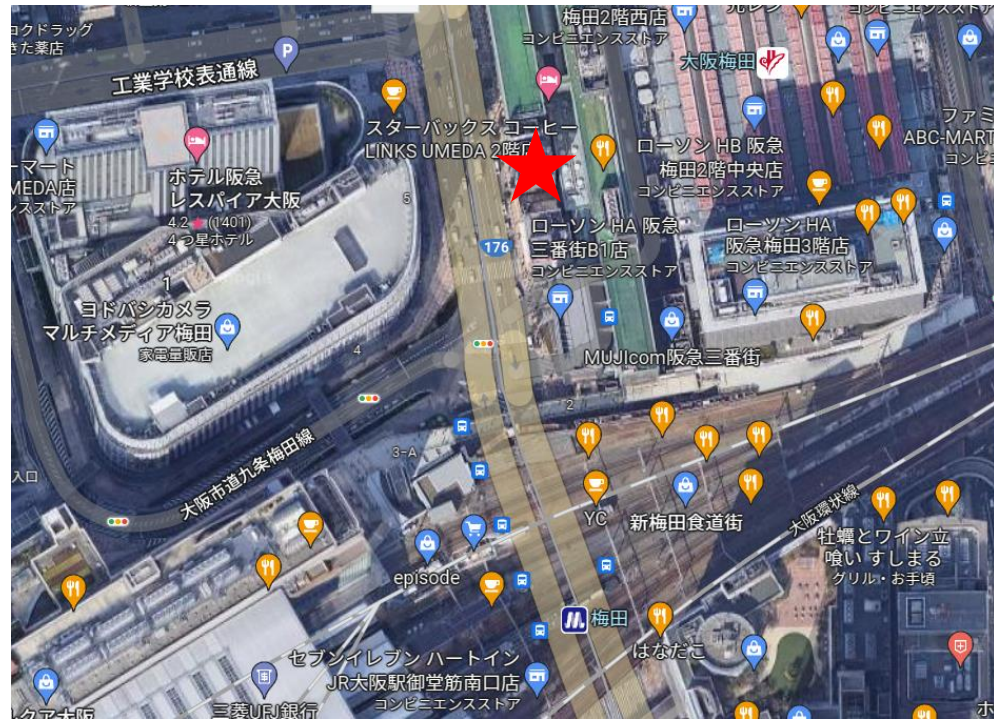 コクドラッグ
きた薬店
工業学校表通線
梅田2階西店
コンビニエンスストア
大阪梅田
スターバックス コーヒー
LINKS UMEDA 2階店
ローソン HB 阪急
梅田2階中央店
コンビニエンスストア
ファミ
ABC-MART
コンビニ
ーマート
MEDA店
ンスストア
ホテル阪急
レスパイア大阪
4.2★(1401)
4つ星ホテル
5
176
ローソン HA 阪急
三番街B1店
コンビニエンスストア
ローソン HA
阪急梅田3階店
コンビニエンスストア
1
ヨドバシカメラ
マルチメディア梅田
家電量販店
4
MUJIcom阪急三番街
2
3-A
入口
大阪市道九条梅田線
YC
新梅田食道街
大阪環状線
牡蠣とワイン立
喰い すしまる
グリル・お手頃
episode
梅田
はなだこ
セブンイレブン ハートイン
JR大阪駅御堂筋南口店
コンビニエンスストア
三菱UFJ銀行
クア大阪
ホ